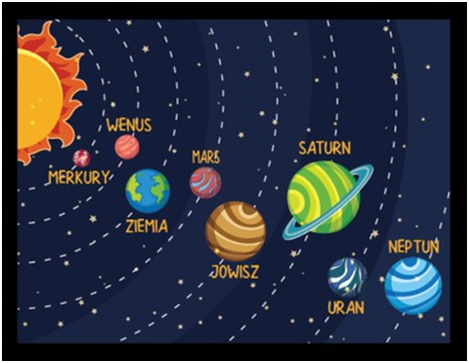 WENUS
MERKURY
MARS
ZIEMIA
SATURN
JOWISZ
NEPTUN
URAN